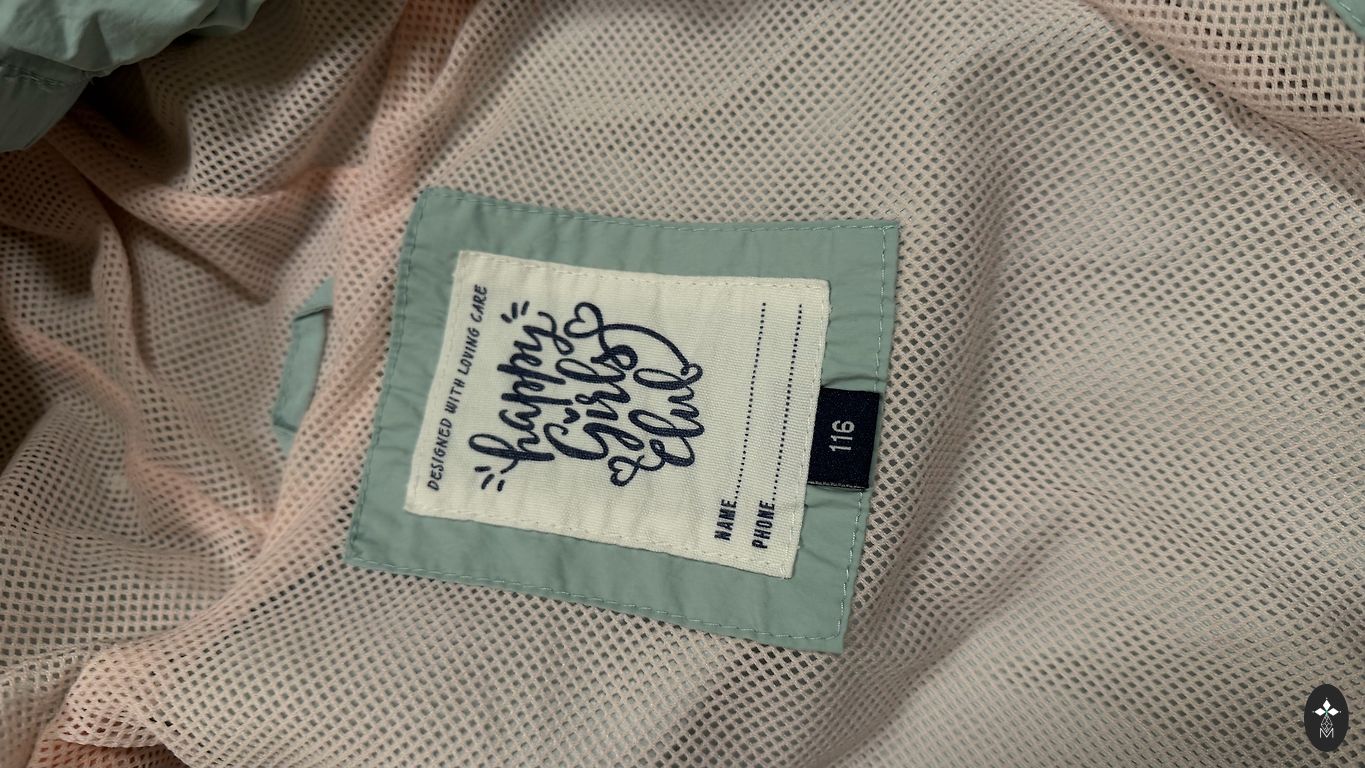 DESIGNED WITH LOVING CARE
happy
Girls
Club
NAME
PHONE
116
M